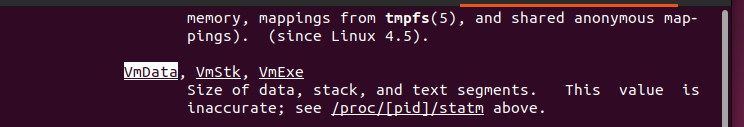 memory, mappings from tmpfs(5), and shared anonymous map‐
pings).  (since Linux 4.5).
VmData, VmStk, VmExe
Size of data, stack, and text segments.   This  value  is
inaccurate; see /proc/[pid]/statm above.